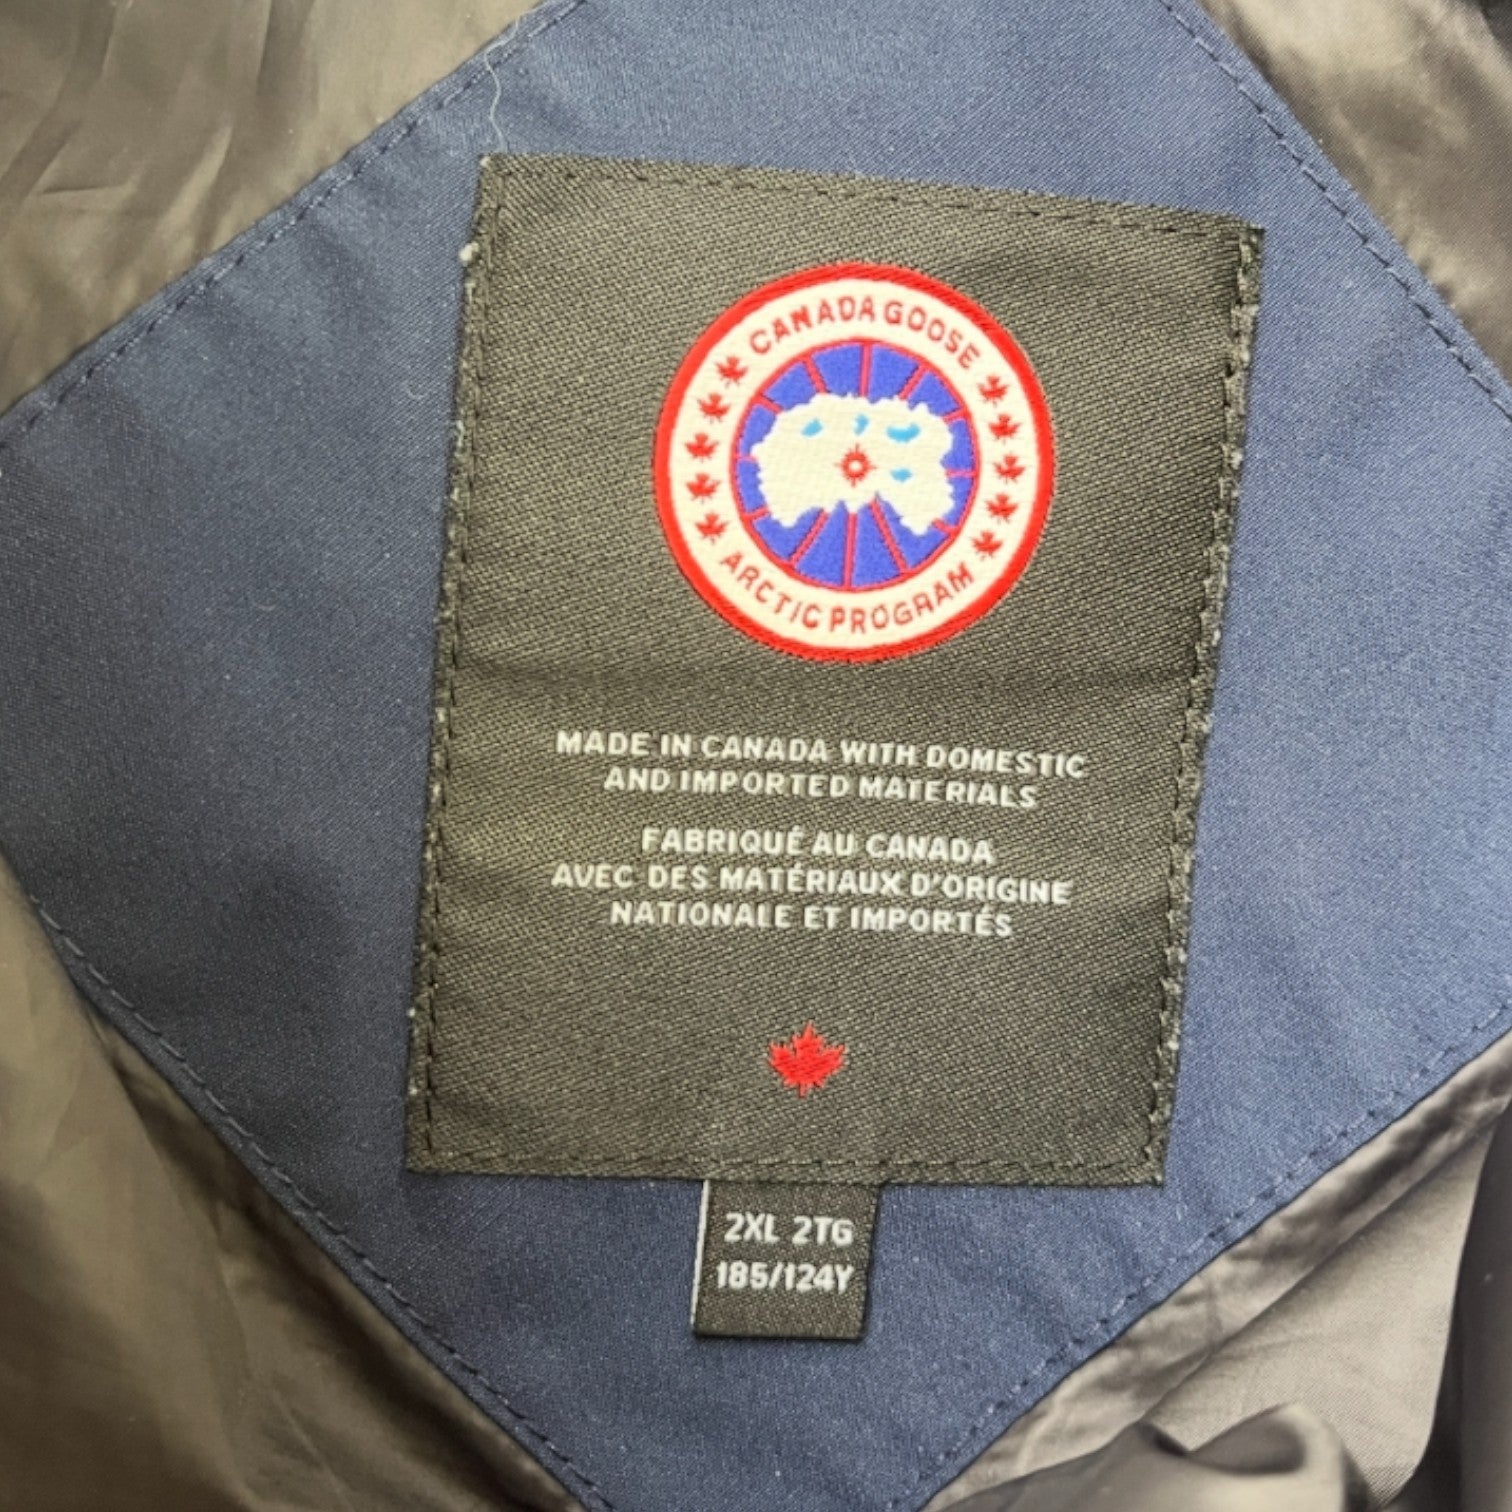 CANADA GOOSE
ARCTIC PROGRAM
MADE IN CANADA WITH DOMESTIC
AND IMPORTED MATERIALS
FABRIQUÉ AU CANADA
AVEC DES MATÉRIAUX D'ORIGINE
NATIONALE ET IMPORTÉS
2XL 2TG
185/124Y